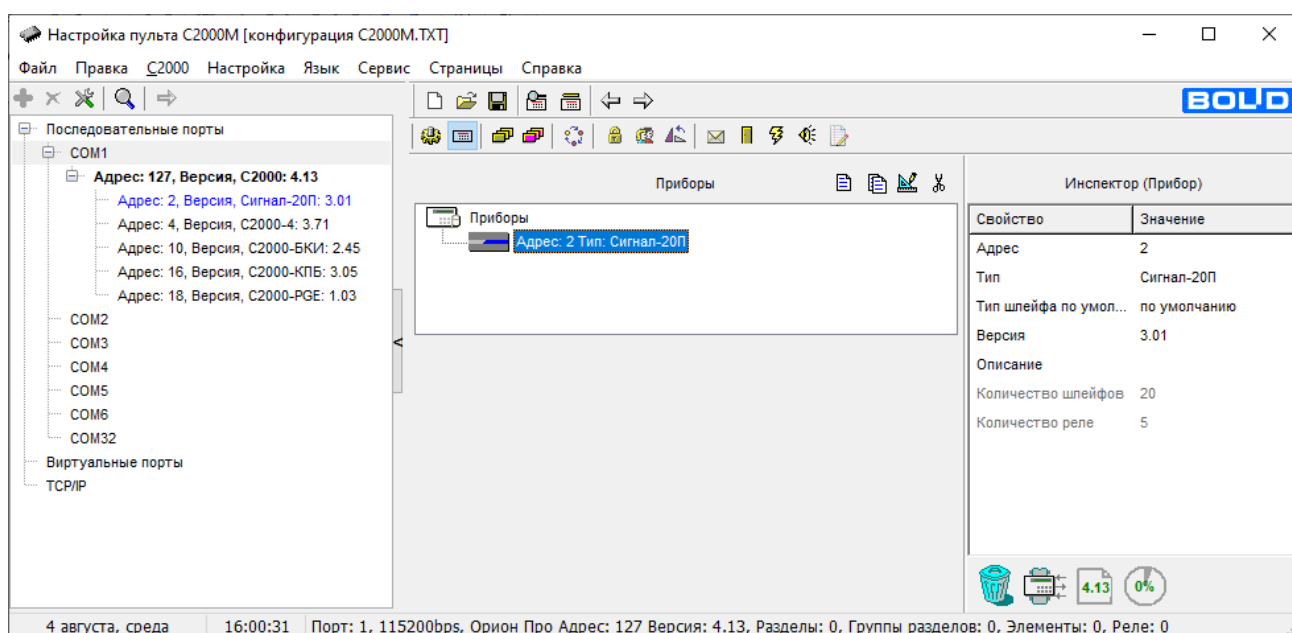 Настройка пульта С2000М [конфигурация С2000М.TXT]
Файл Правка С2000 Настройка Язык Сервис Страницы Справка
BOLID
Последовательные порты
COM1
Адрес: 127, Версия, С2000: 4.13
Адрес: 2, Версия, Сигнал-20П: 3.01
Адрес: 4, Версия, С2000-4: 3.71
Адрес: 10, Версия, С2000-БКИ: 2.45
Адрес: 16, Версия, С2000-КПБ: 3.05
Адрес: 18, Версия, С2000-PGE: 1.03
COM2
COM3
COM4
COM5
COM6
COM32
Виртуальные порты
TCP/IP
<
Приборы
Приборы
Адрес: 2 Тип: Сигнал-20П
Инспектор (Прибор)
Свойство Значение
Адрес 2
Тип Сигнал-20П
Тип шлейфа по умол... по умолчанию
Версия 3.01
Описание
Количество шлейфов 20
Количество реле 5
4.13 0%
4 августа, среда 16:00:31 Порт: 1, 115200bps, Орион Про Адрес: 127 Версия: 4.13, Разделы: 0, Группы разделов: 0, Элементы: 0, Реле: 0